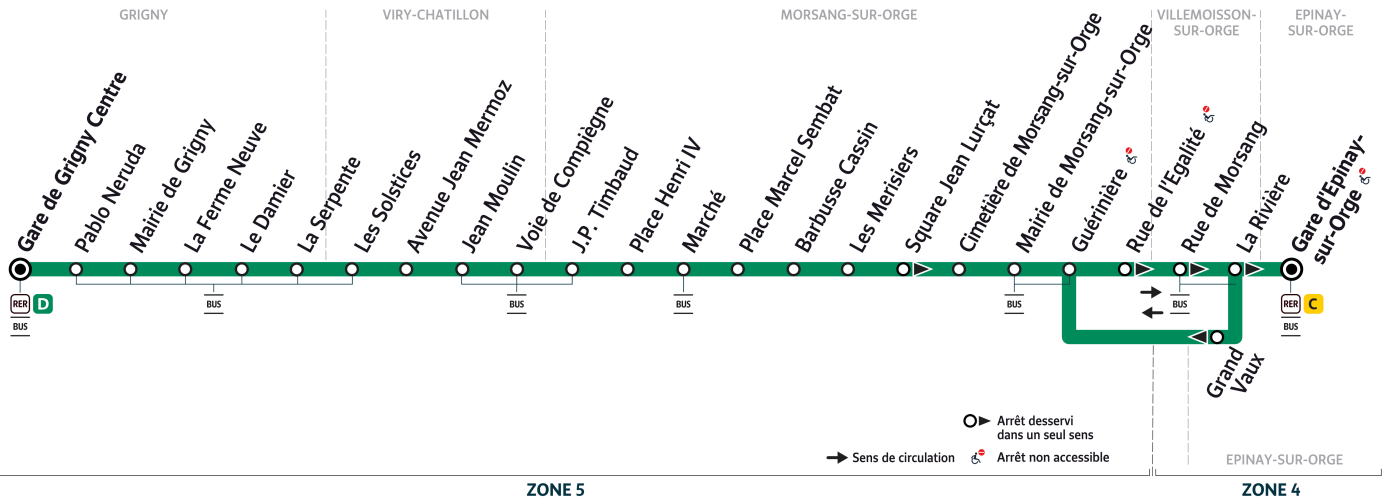 GRIGNY
VIRY-CHATILLON
MORSANG-SUR-ORGE
VILLEMOISSON-
SUR-ORGE
EPINAY-
SUR-ORGE
Gare de Grigny Centre
Pablo Neruda
Mairie de Grigny
La Ferme Neuve
Le Damier
La Serpente
Les Solstices
Avenue Jean Mermoz
Jean Moulin
Voie de Compiègne
J.P. Timbaud
Place Henri IV
Marché
Place Marcel Sembat
Barbusse Cassin
Les Merisiers
Square Jean Lurçat
Cimetière de Morsang-sur-Orge
Mairie de Morsang-sur-Orge
Guérinière
Rue de l'Egalité
Rue de Morsang
La Rivière
Gare d'Epinay-
sur-Orge
RER D
BUS
BUS
BUS
BUS
BUS
BUS
RER C
BUS
Grand
Vaux
Arrêt desservi
dans un seul sens
Sens de circulation
Arrêt non accessible
EPINAY-SUR-ORGE
ZONE 5
ZONE 4